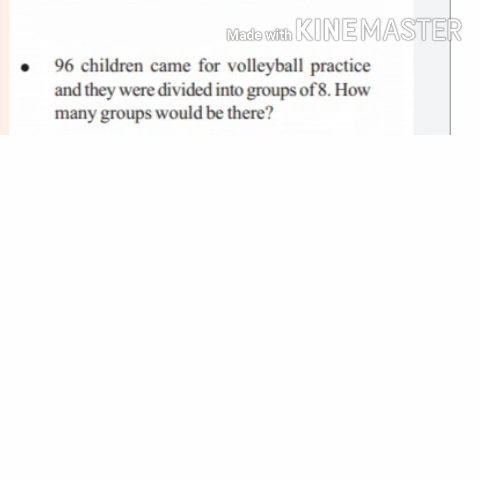 Made with KINEMASTER
• 96 children came for volleyball practice
and they were divided into groups of 8. How
many groups would be there?